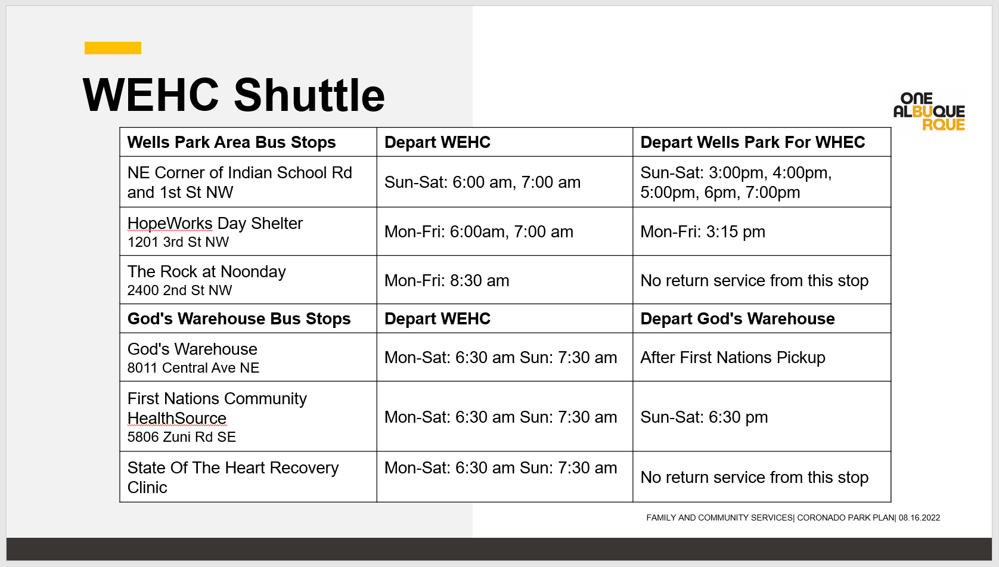 WEHC Shuttle
ONE
ALBUQUE
RQUE
Wells Park Area Bus Stops
Depart WEHC
Depart Wells Park For WHEC
NE Corner of Indian School Rd
and 1st St NW
Sun-Sat: 6:00 am, 7:00 am
Sun-Sat: 3:00pm, 4:00pm,
5:00pm, 6pm, 7:00pm
HopeWorks Day Shelter
1201 3rd St NW
Mon-Fri: 6:00am, 7:00 am
Mon-Fri: 3:15 pm
The Rock at Noonday
2400 2nd St NW
Mon-Fri: 8:30 am
No return service from this stop
God's Warehouse Bus Stops
Depart WEHC
Depart God's Warehouse
God's Warehouse
8011 Central Ave NE
Mon-Sat: 6:30 am Sun: 7:30 am
After First Nations Pickup
First Nations Community
HealthSource
5806 Zuni Rd SE
Mon-Sat: 6:30 am Sun: 7:30 am
Sun-Sat: 6:30 pm
State Of The Heart Recovery
Clinic
Mon-Sat: 6:30 am Sun: 7:30 am
No return service from this stop
FAMILY AND COMMUNITY SERVICES| CORONADO PARK PLAN| 08.16.2022